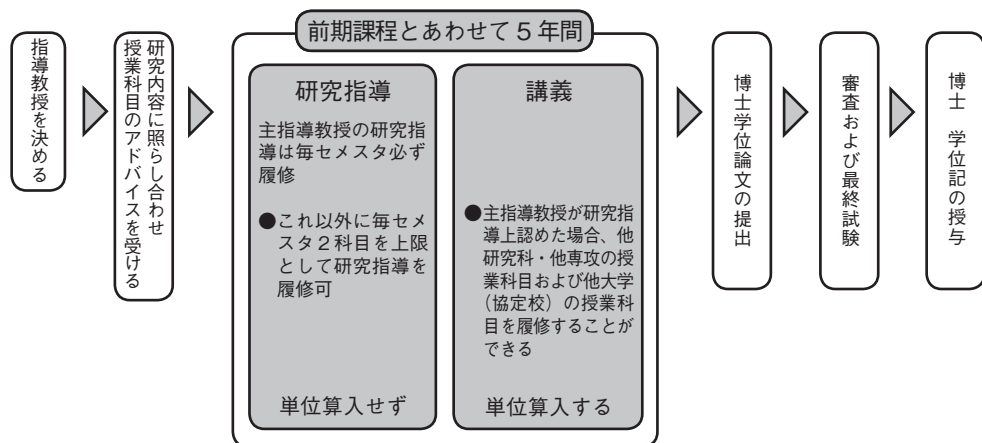 指導教授を決める
研究内容に照らし合わせ
授業科目のアドバイスを受ける
前期課程とあわせて5年間
研究指導
主指導教授の研究指
導は毎セメスタ必ず
履修
●これ以外に毎セメ
スタ2科目を上限
として研究指導を
履修可
単位算入せず
講義
●主指導教授が研究指
導上認めた場合、他
研究科・他専攻の授
業科目および他大学
（協定校）の授業科
目を履修することが
できる
単位算入する
博士学位論文の提出
審査および最終試験
博士 学位記の授与